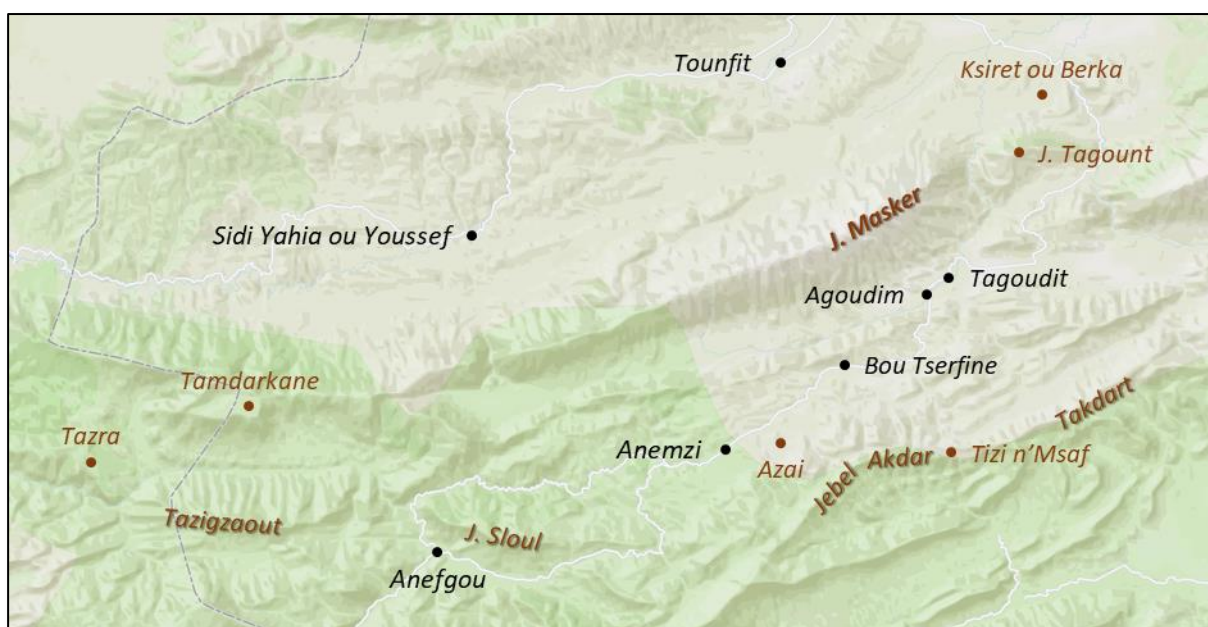 Tounfit
Ksiret ou Berka
J. Tagount
J. Masker
Sidi Yahia ou Youssef
Tagoudit
Agoudim
Bou Tserfine
Tamdarkane
Takdart
Tazra
Anemzi
Azai
Jebel Akdar
Tizi n’Msaf
Tazigzaout
J. Sloul
Anefgou